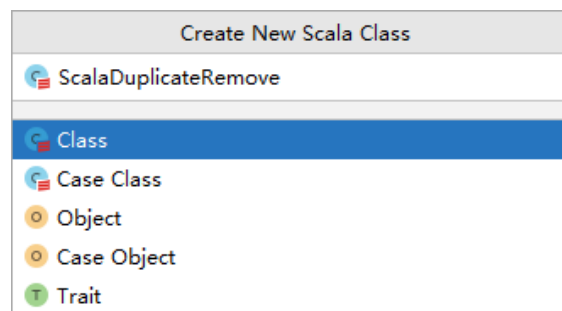 Create New Scala Class
ScalaDuplicateRemove
Class
Case Class
Object
Case Object
Trait